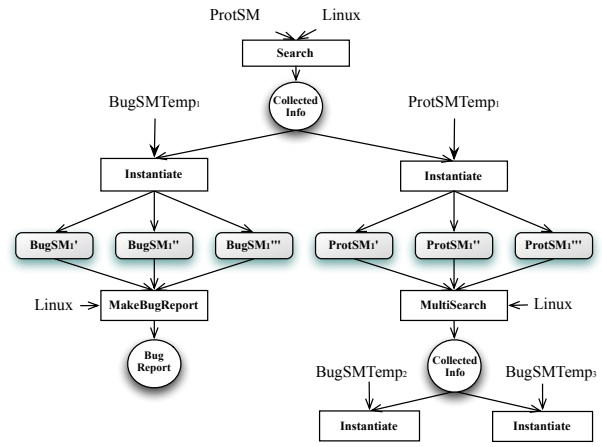 ProtSM Linux
Search
Collected
Info
BugSMTemp₁ ProtSMTemp₁
Instantiate Instantiate
BugSM₁' BugSM₁'' BugSM₁''' ProtSM₁' ProtSM₁'' ProtSM₁'''
Linux MakeBugReport MultiSearch Linux
Bug
Report
Collected
Info
BugSMTemp₂ BugSMTemp₃
Instantiate Instantiate